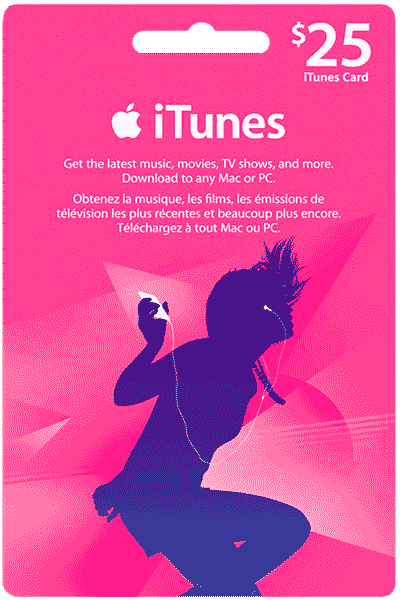 $25
iTunes Card
iTunes
Get the latest music, movies, TV shows, and more.
Download to any Mac or PC.
Obtenez la musique, les films, les émissions de
télévision les plus récentes et beaucoup plus encore.
Téléchargez à tout Mac ou PC.